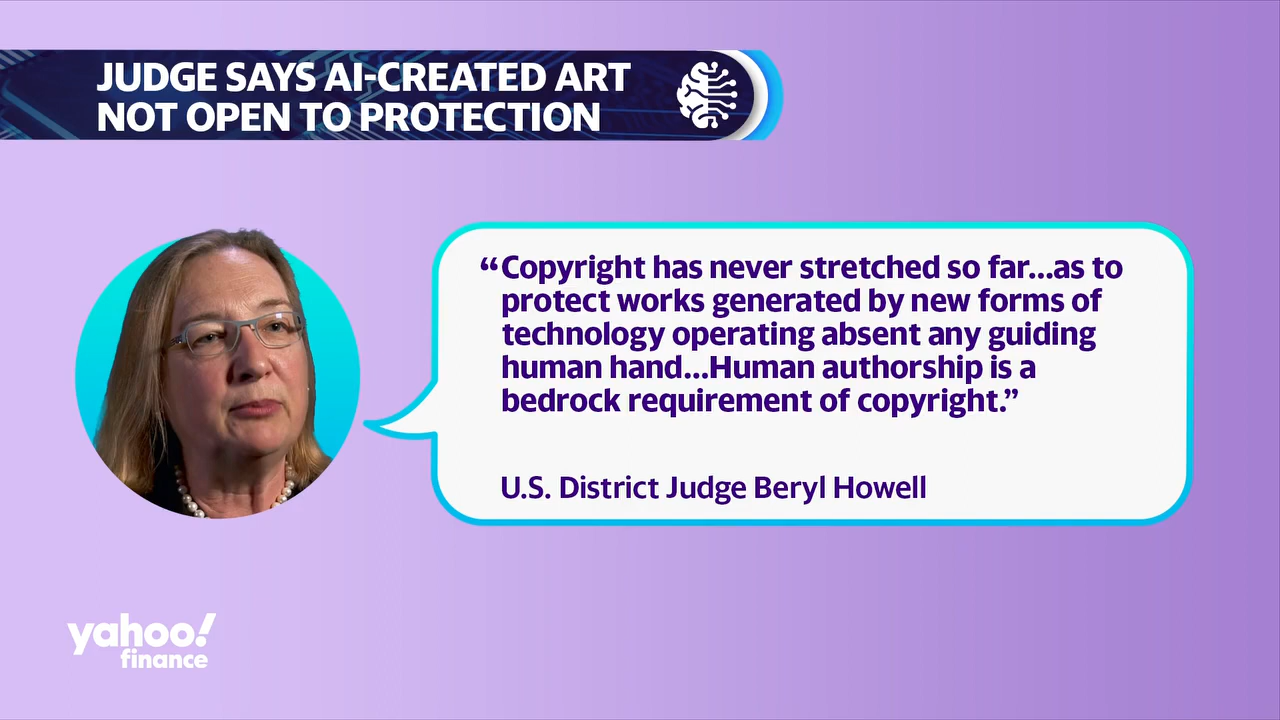 JUDGE SAYS AI-CREATED ART
NOT OPEN TO PROTECTION
“Copyright has never stretched so far...as to
protect works generated by new forms of
technology operating absent any guiding
human hand...Human authorship is a
bedrock requirement of copyright.”
U.S. District Judge Beryl Howell
yahoo!
finance